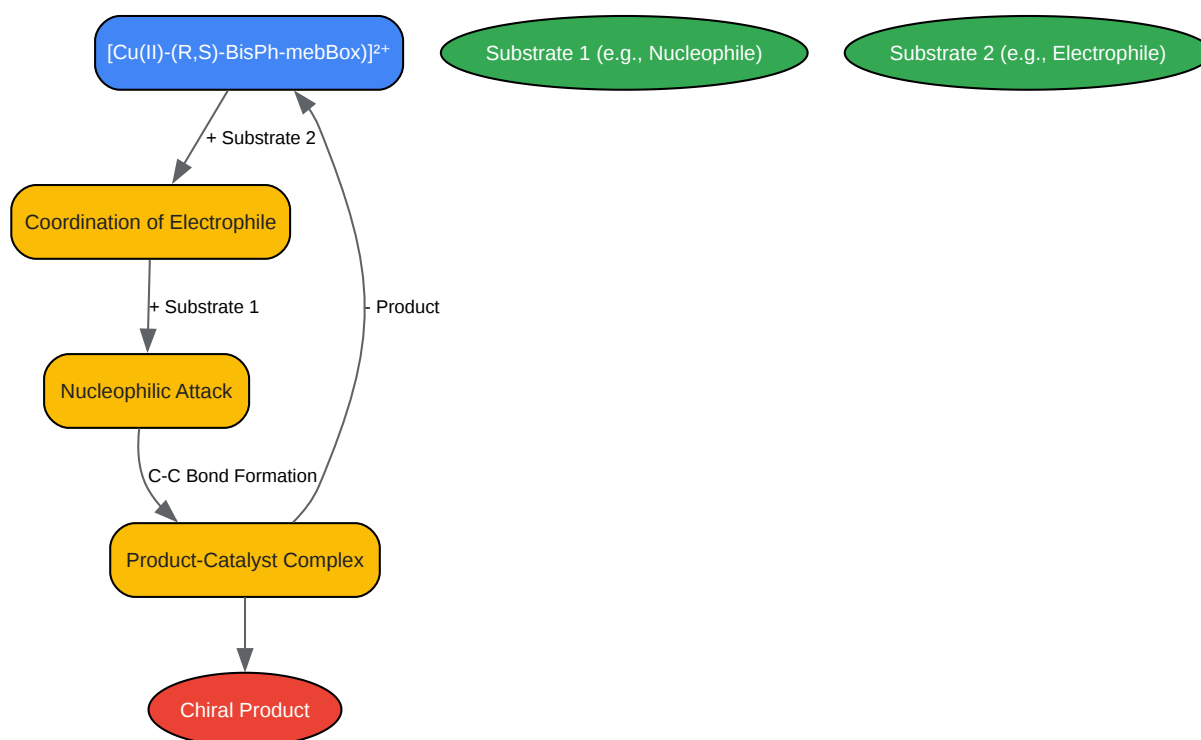 [Cu(II)-(R,S)-BisPh-mebBox)]²⁺
Substrate 1 (e.g., Nucleophile)
Substrate 2 (e.g., Electrophile)
+ Substrate 2
Coordination of Electrophile
+ Substrate 1
- Product
Nucleophilic Attack
C-C Bond Formation
Product-Catalyst Complex
Chiral Product